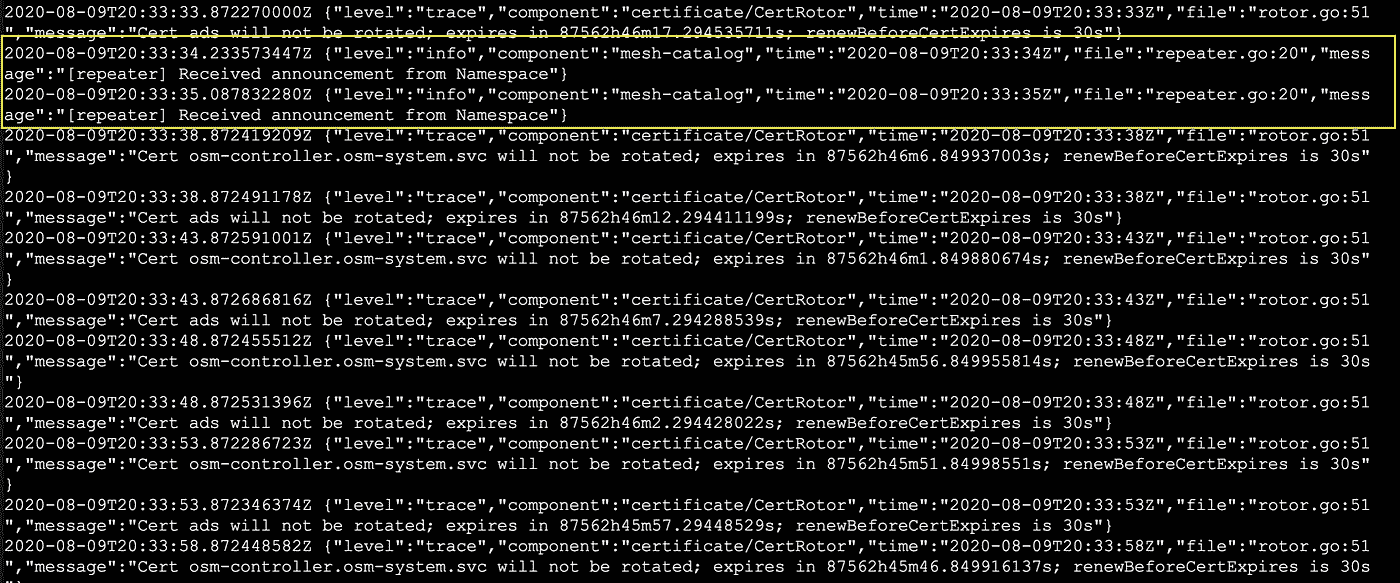 2020-08-09T20:33:33.872270000Z {"level":"trace","component":"certificate/CertRotor","time":"2020-08-09T20:33:33Z","file":"rotor.go:51
","message":"Cert ads will not be rotated; expires in 87562h46m17.294535711s; renewBeforeCertExpires is 30s"}
2020-08-09T20:33:34.233573447Z {"level":"info","component":"mesh-catalog","time":"2020-08-09T20:33:34Z","file":"repeater.go:20","mess
age":"[repeater] Received announcement from Namespace"}
2020-08-09T20:33:35.087832280Z {"level":"info","component":"mesh-catalog","time":"2020-08-09T20:33:35Z","file":"repeater.go:20","mess
age":"[repeater] Received announcement from Namespace"}
2020-08-09T20:33:38.872419209Z {"level":"trace","component":"certificate/CertRotor","time":"2020-08-09T20:33:38Z","file":"rotor.go:51
","message":"Cert osm-controller.osm-system.svc will not be rotated; expires in 87562h46m6.849937003s; renewBeforeCertExpires is 30s"
}
2020-08-09T20:33:38.872491178Z {"level":"trace","component":"certificate/CertRotor","time":"2020-08-09T20:33:38Z","file":"rotor.go:51
","message":"Cert ads will not be rotated; expires in 87562h46m12.294411199s; renewBeforeCertExpires is 30s"}
2020-08-09T20:33:43.872591001Z {"level":"trace","component":"certificate/CertRotor","time":"2020-08-09T20:33:43Z","file":"rotor.go:51
","message":"Cert osm-controller.osm-system.svc will not be rotated; expires in 87562h46m1.849880674s; renewBeforeCertExpires is 30s"
}
2020-08-09T20:33:43.872686816Z {"level":"trace","component":"certificate/CertRotor","time":"2020-08-09T20:33:43Z","file":"rotor.go:51
","message":"Cert ads will not be rotated; expires in 87562h46m7.294288539s; renewBeforeCertExpires is 30s"}
2020-08-09T20:33:48.872455512Z {"level":"trace","component":"certificate/CertRotor","time":"2020-08-09T20:33:48Z","file":"rotor.go:51
","message":"Cert osm-controller.osm-system.svc will not be rotated; expires in 87562h45m56.849955814s; renewBeforeCertExpires is 30s
"}
2020-08-09T20:33:48.872531396Z {"level":"trace","component":"certificate/CertRotor","time":"2020-08-09T20:33:48Z","file":"rotor.go:51
","message":"Cert ads will not be rotated; expires in 87562h46m2.294428022s; renewBeforeCertExpires is 30s"}
2020-08-09T20:33:53.872286723Z {"level":"trace","component":"certificate/CertRotor","time":"2020-08-09T20:33:53Z","file":"rotor.go:51
","message":"Cert osm-controller.osm-system.svc will not be rotated; expires in 87562h45m51.84998551s; renewBeforeCertExpires is 30s"
}
2020-08-09T20:33:53.872346374Z {"level":"trace","component":"certificate/CertRotor","time":"2020-08-09T20:33:53Z","file":"rotor.go:51
","message":"Cert ads will not be rotated; expires in 87562h45m57.29448529s; renewBeforeCertExpires is 30s"}
2020-08-09T20:33:58.872448582Z {"level":"trace","component":"certificate/CertRotor","time":"2020-08-09T20:33:58Z","file":"rotor.go:51
","message":"Cert osm-controller.osm-system.svc will not be rotated; expires in 87562h45m46.849916137s; renewBeforeCertExpires is 30s
"}